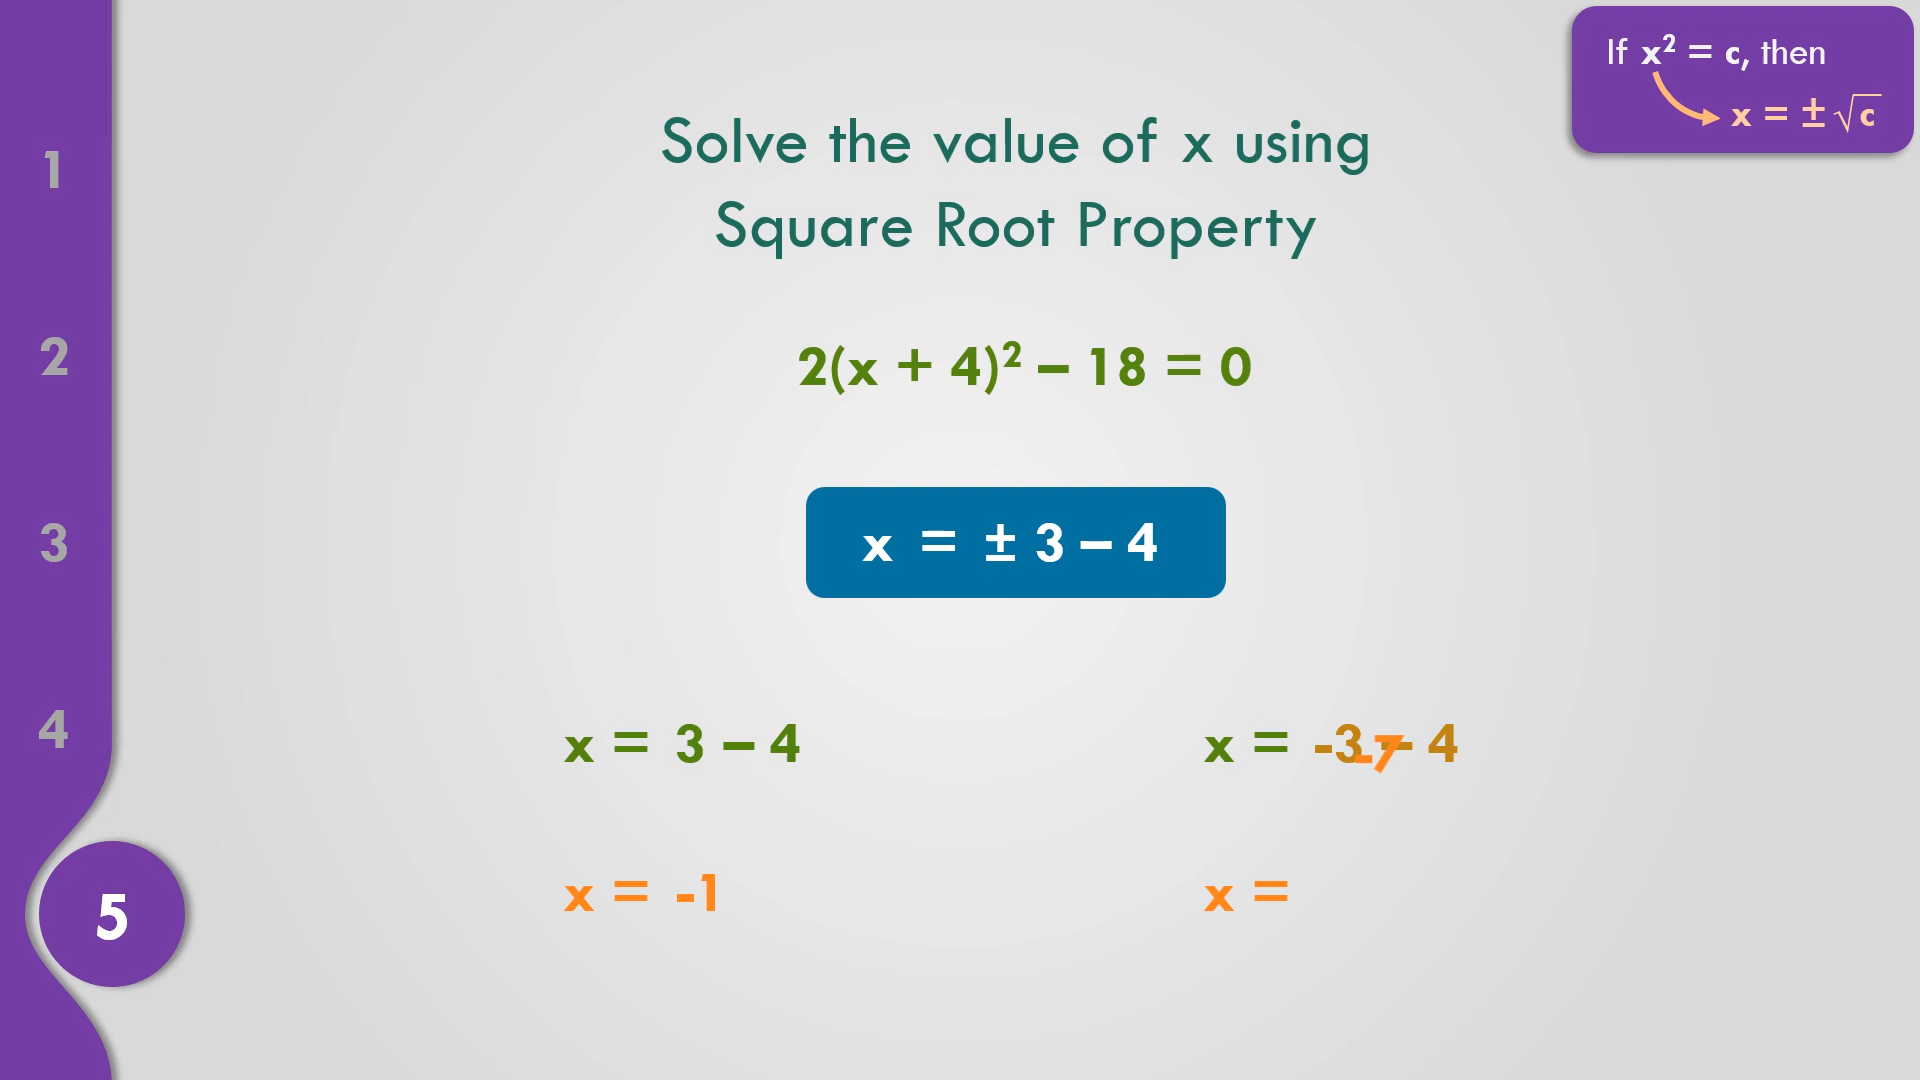 If x² = c, then
x = ± √c
Solve the value of x using
Square Root Property
2(x + 4)² – 18 = 0
x = ± 3 – 4
x = 3 – 4
x = -3 – 4
-7
x = -1
x =
1
2
3
4
5